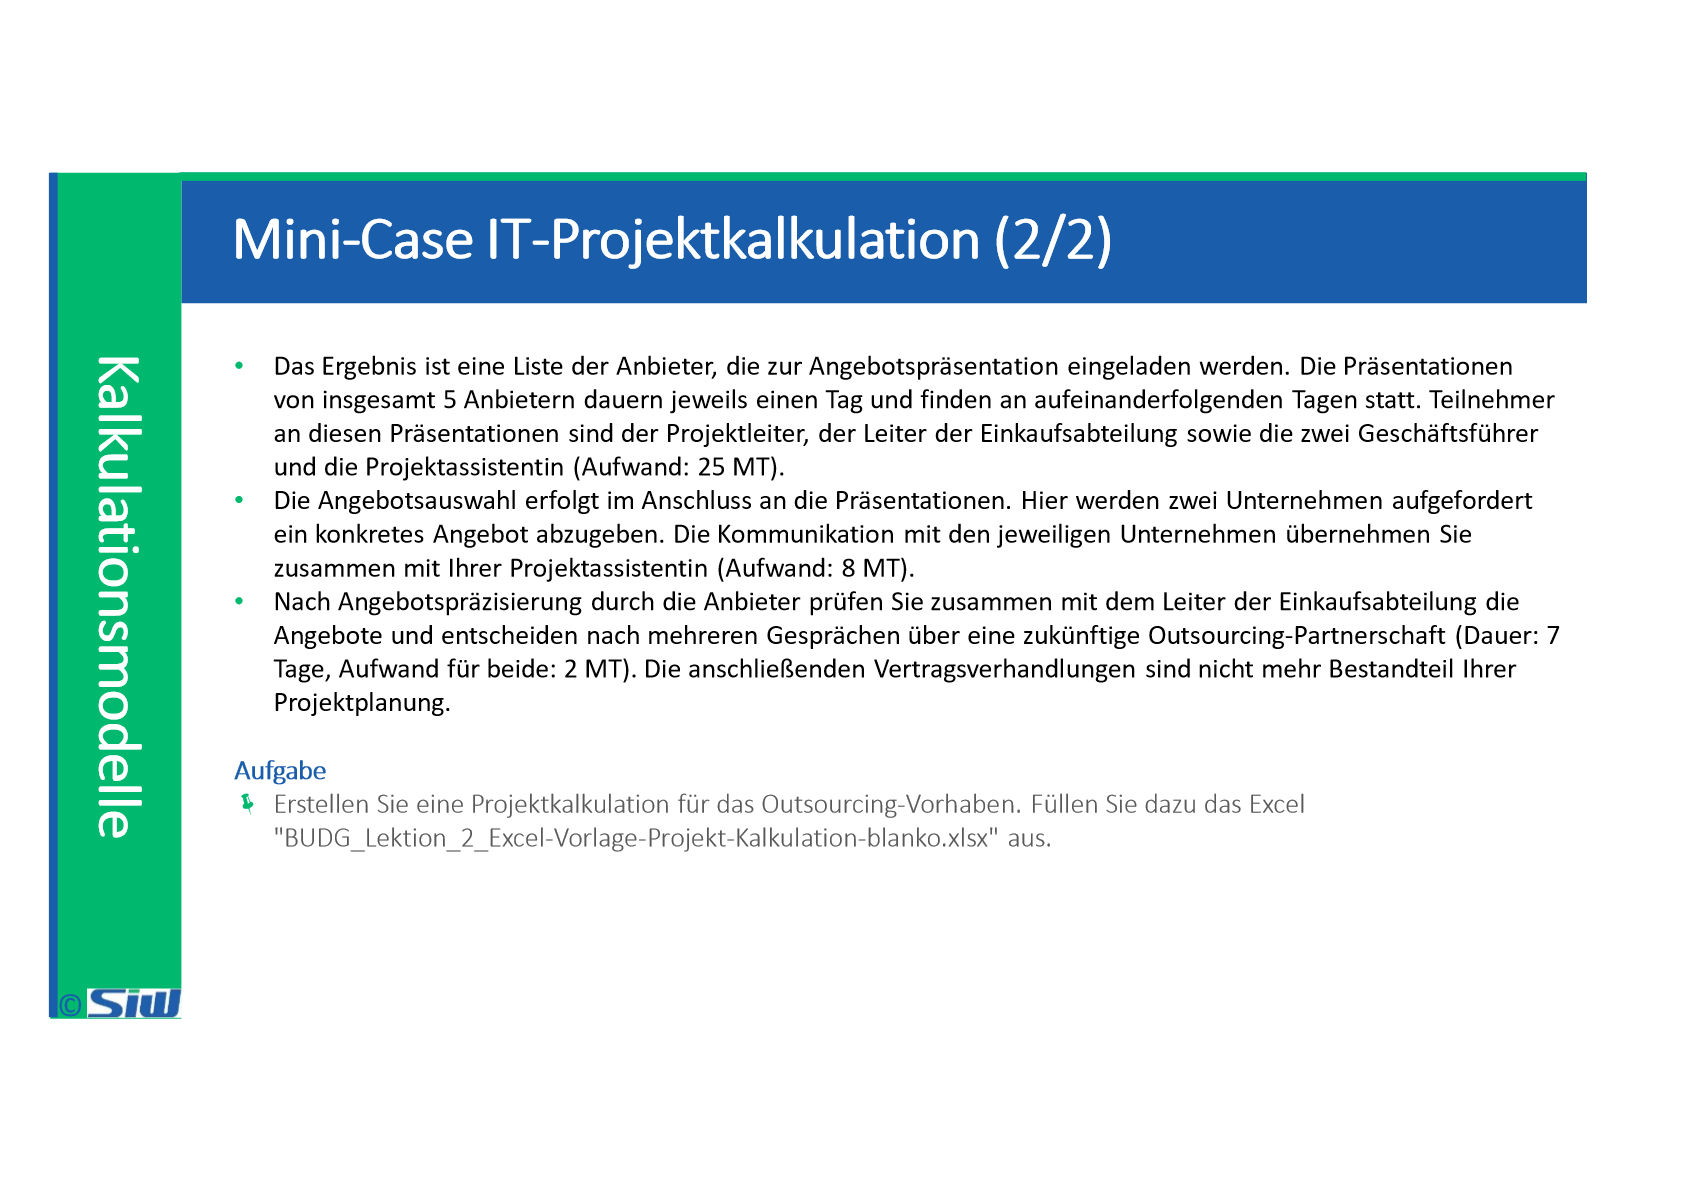 Mini-Case IT-Projektkalkulation (2/2)
Kalkulationsmodelle
• Das Ergebnis ist eine Liste der Anbieter, die zur Angebotspräsentation eingeladen werden. Die Präsentationen
von insgesamt 5 Anbietern dauern jeweils einen Tag und finden an aufeinanderfolgenden Tagen statt. Teilnehmer
an diesen Präsentationen sind der Projektleiter, der Leiter der Einkaufsabteilung sowie die zwei Geschäftsführer
und die Projektassistentin (Aufwand: 25 MT).
• Die Angebotsauswahl erfolgt im Anschluss an die Präsentationen. Hier werden zwei Unternehmen aufgefordert
ein konkretes Angebot abzugeben. Die Kommunikation mit den jeweiligen Unternehmen übernehmen Sie
zusammen mit Ihrer Projektassistentin (Aufwand: 8 MT).
• Nach Angebotspräzisierung durch die Anbieter prüfen Sie zusammen mit dem Leiter der Einkaufsabteilung die
Angebote und entscheiden nach mehreren Gesprächen über eine zukünftige Outsourcing-Partnerschaft (Dauer: 7
Tage, Aufwand für beide: 2 MT). Die anschließenden Vertragsverhandlungen sind nicht mehr Bestandteil Ihrer
Projektplanung.
Aufgabe
Erstellen Sie eine Projektkalkulation für das Outsourcing-Vorhaben. Füllen Sie dazu das Excel
"BUDG_Lektion_2_Excel-Vorlage-Projekt-Kalkulation-blanko.xlsx" aus.
© SiW